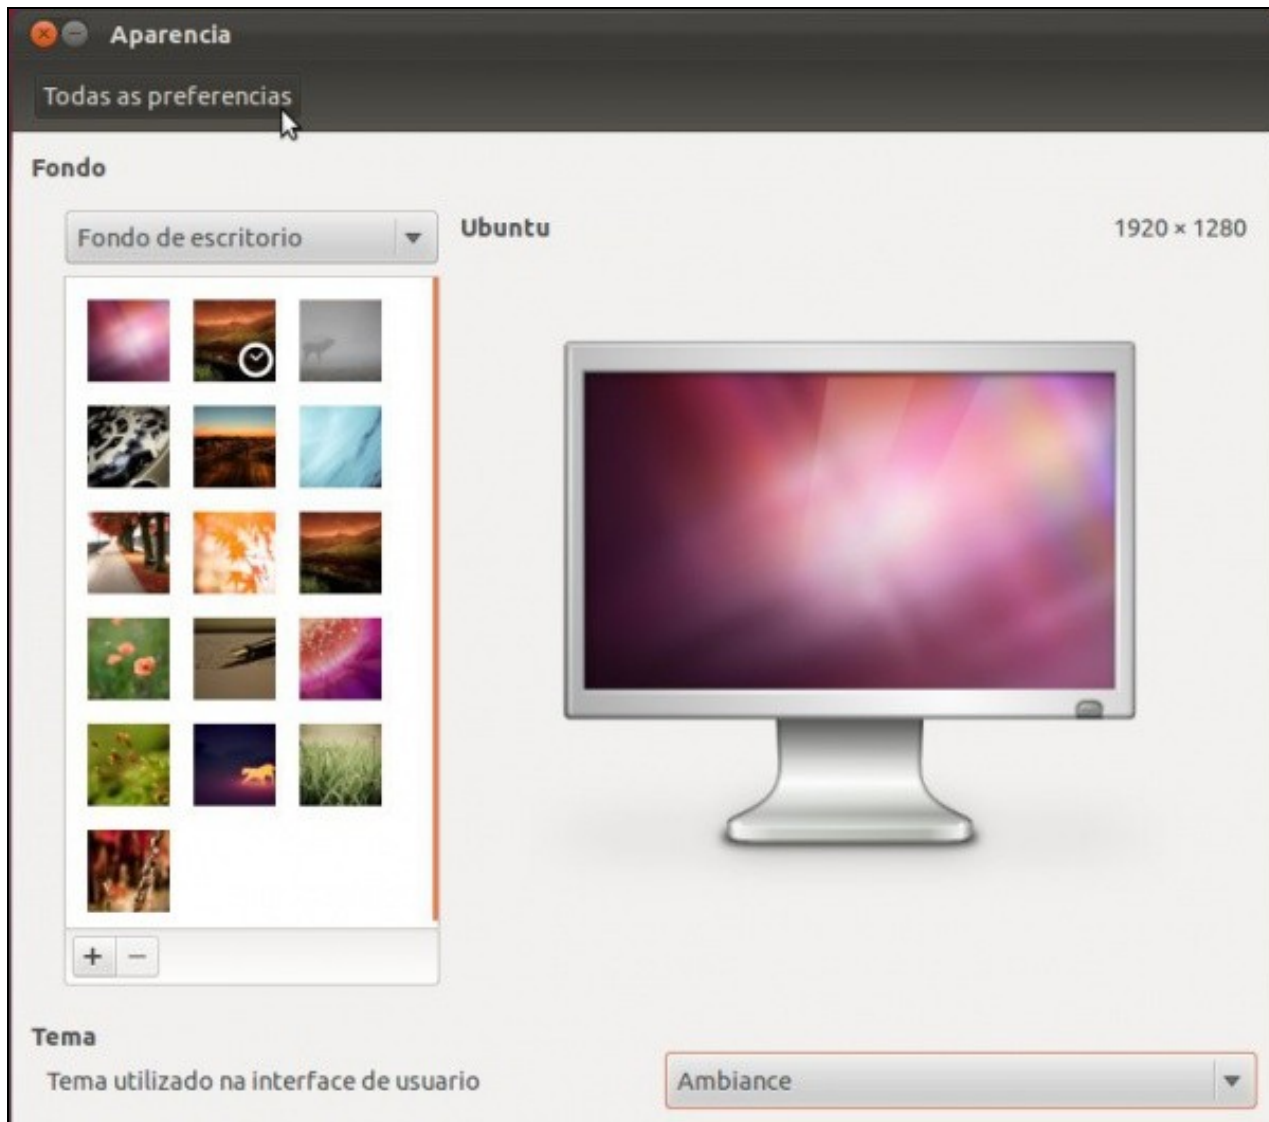 Aparencia
Todas as preferencias
Fondo
Fondo de escritorio
Ubuntu
1920 × 1280
Tema
Tema utilizado na interface de usuario
Ambiance